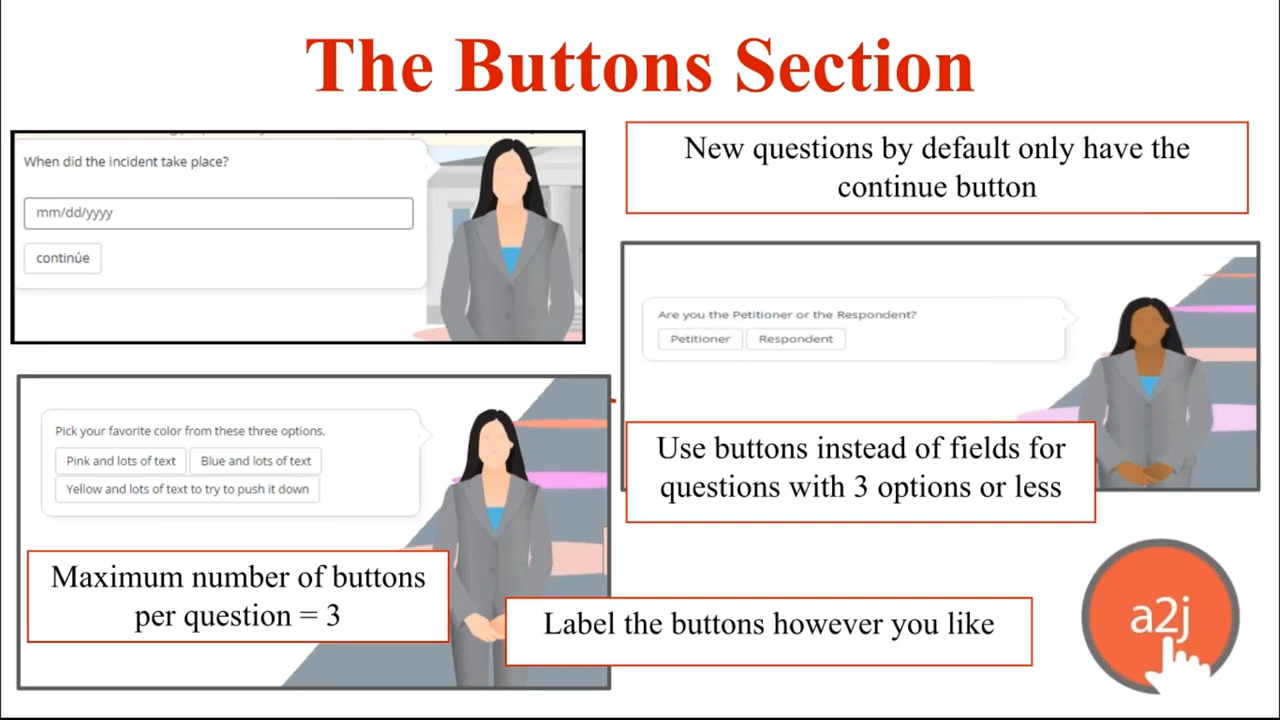 The Buttons Section
When did the incident take place?
mm/dd/yyyy
continúe
New questions by default only have the
continue button
Are you the Petitioner or the Respondent?
Petitioner Respondent
Use buttons instead of fields for
questions with 3 options or less
Pick your favorite color from these three options.
Pink and lots of text Blue and lots of text
Yellow and lots of text to try to push it down
Maximum number of buttons
per question = 3
Label the buttons however you like
a2j